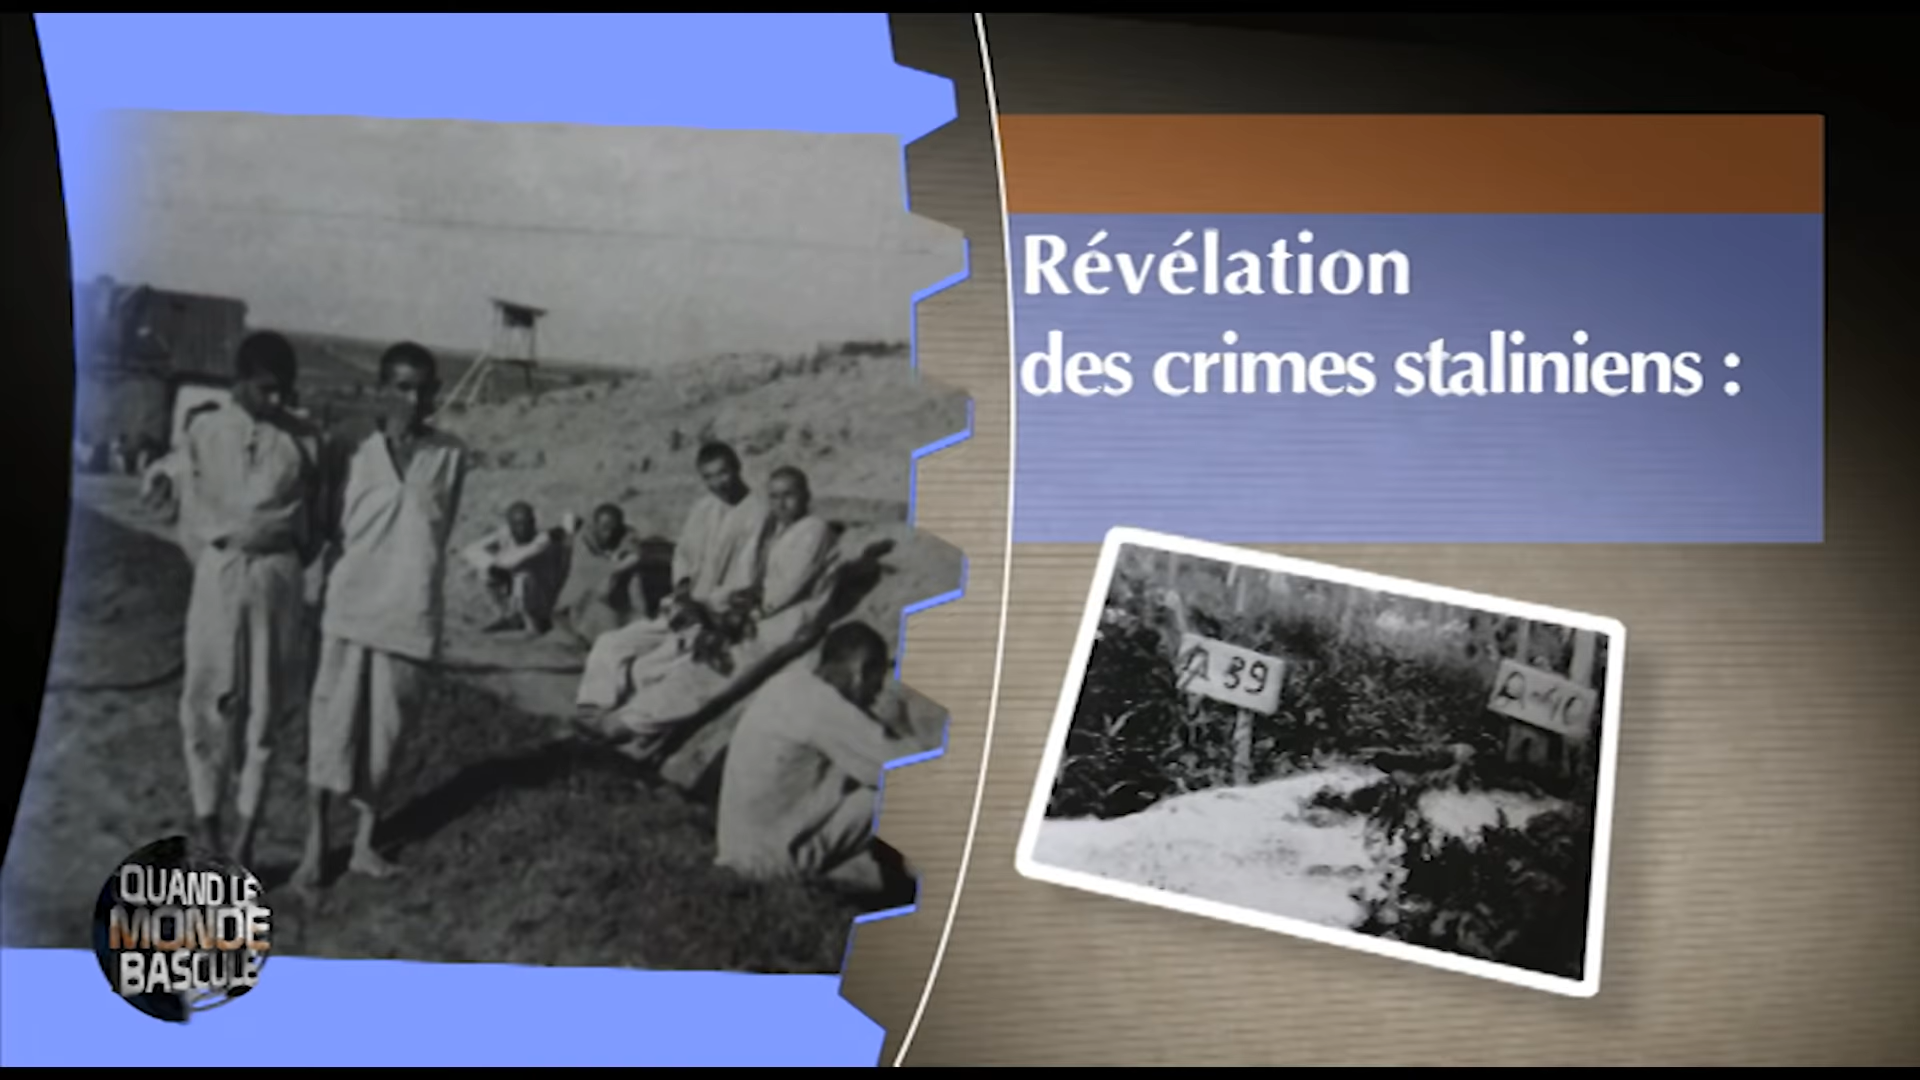 Révélation
des crimes staliniens :
A 39
QUAND LE
MONDE
BASCULE